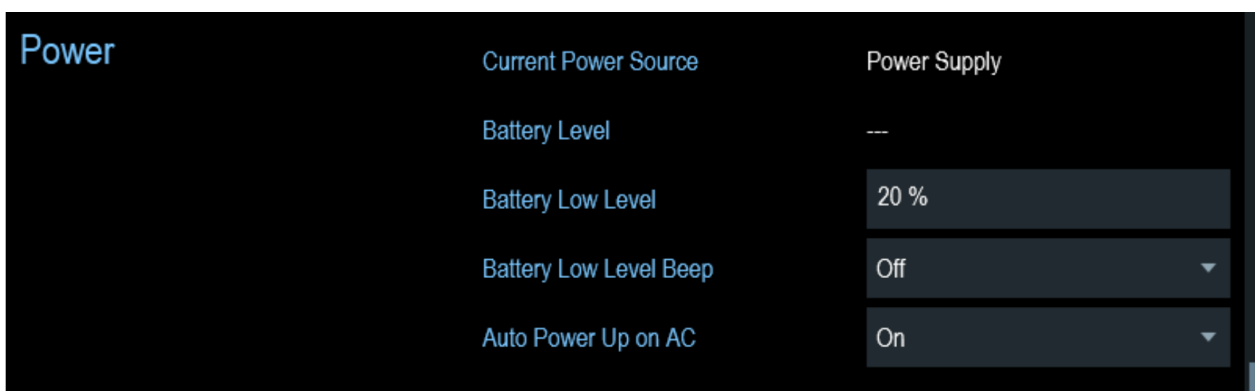 Power
Current Power Source Power Supply
Battery Level ---
Battery Low Level 20 %
Battery Low Level Beep Off
Auto Power Up on AC On